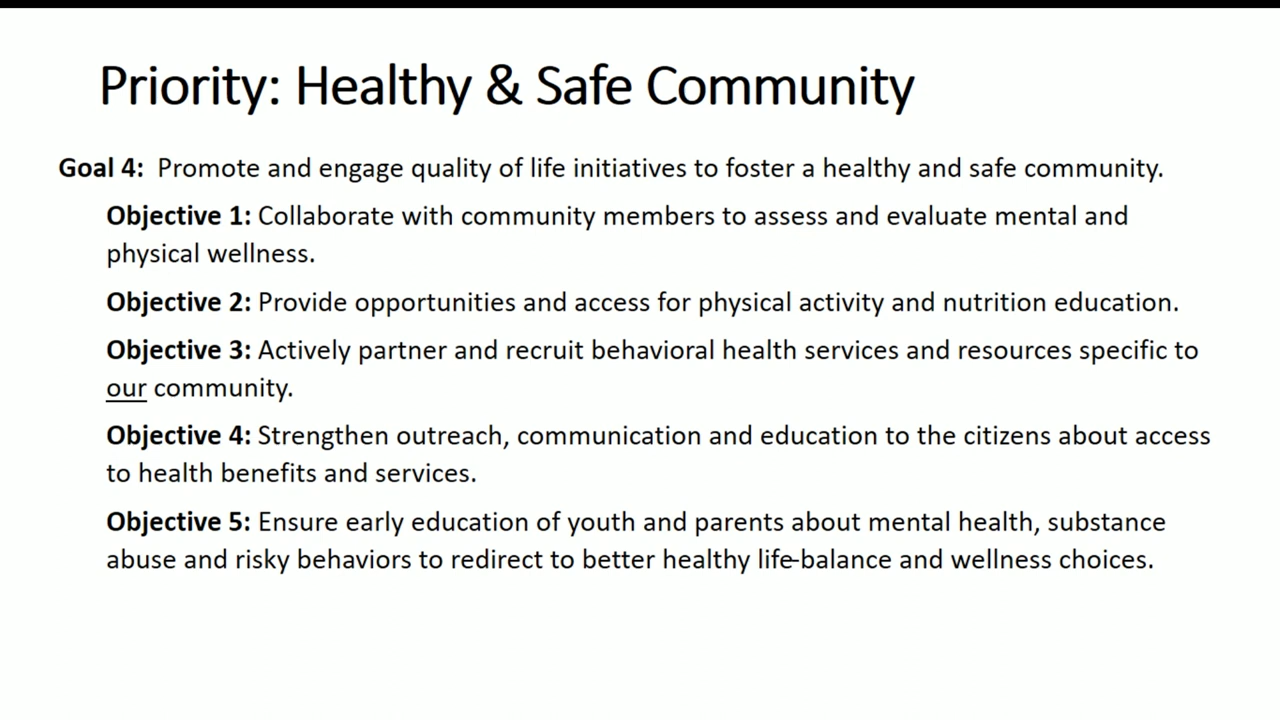 Priority: Healthy & Safe Community
Goal 4: Promote and engage quality of life initiatives to foster a healthy and safe community.
Objective 1: Collaborate with community members to assess and evaluate mental and
physical wellness.
Objective 2: Provide opportunities and access for physical activity and nutrition education.
Objective 3: Actively partner and recruit behavioral health services and resources specific to
our community.
Objective 4: Strengthen outreach, communication and education to the citizens about access
to health benefits and services.
Objective 5: Ensure early education of youth and parents about mental health, substance
abuse and risky behaviors to redirect to better healthy life-balance and wellness choices.